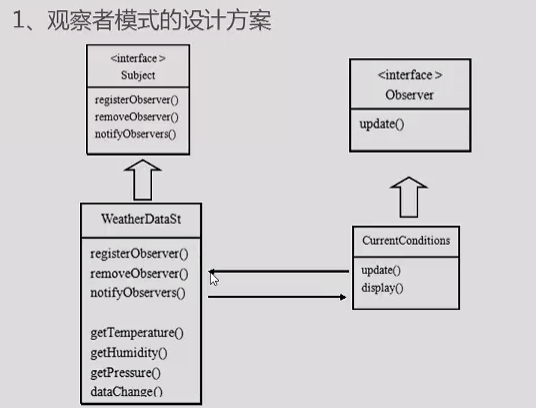 1、观察者模式的设计方案
<interface >
Subject
registerObserver()
removeObserver()
notifyObservers()
<interface >
Observer
update()
WeatherDataSt
registerObserver()
removeObserver()
notifyObservers()
getTemperature()
getHumidity()
getPressure()
dataChange()
CurrentConditions
update()
display()